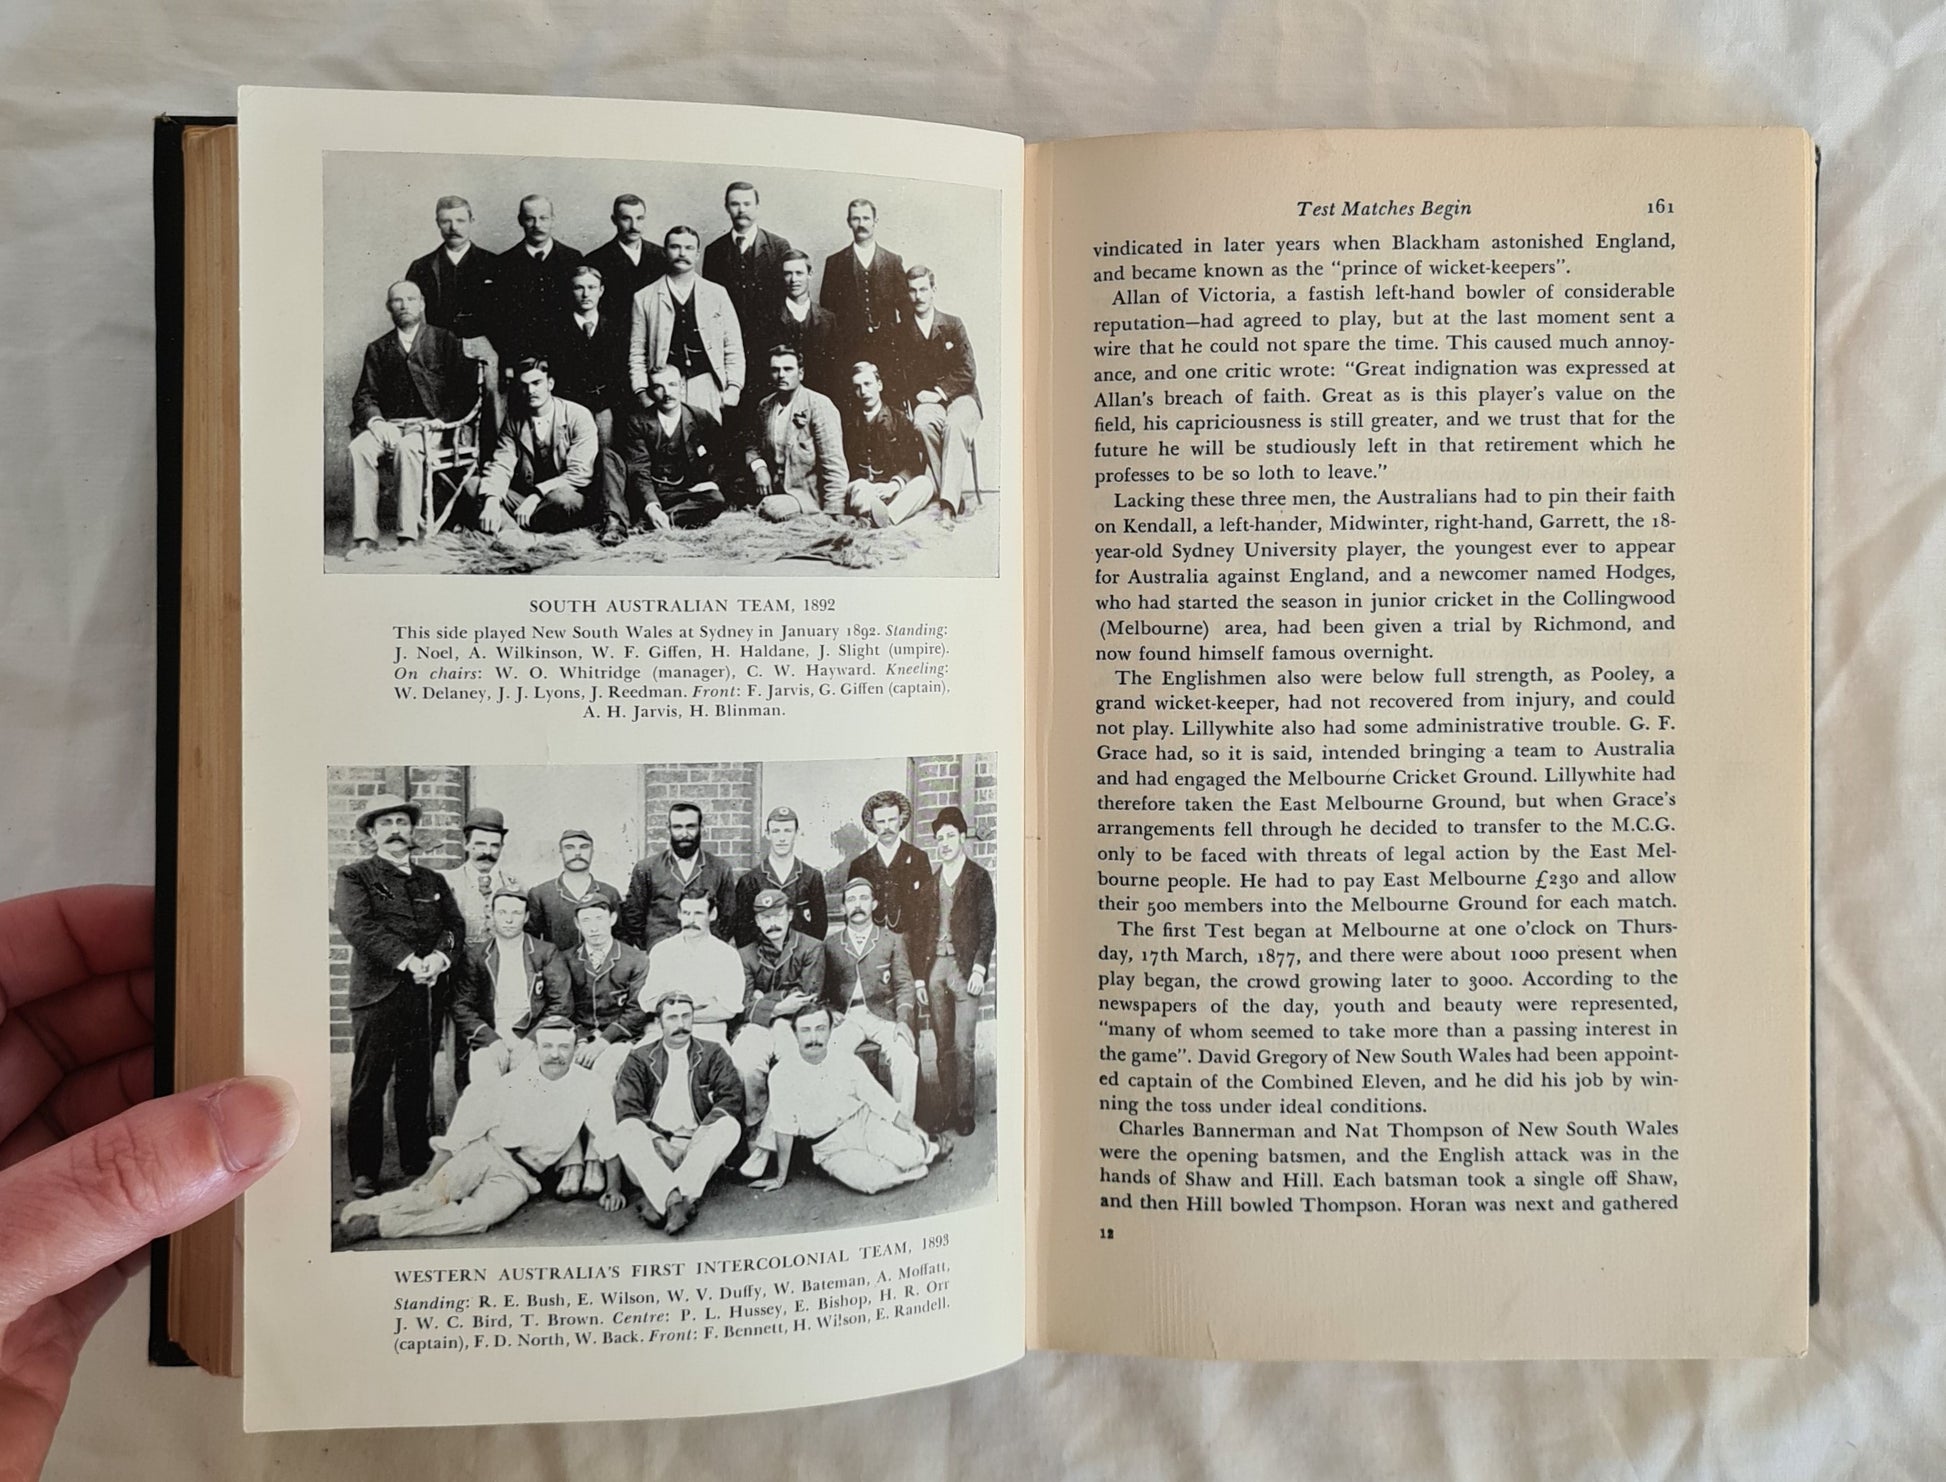 SOUTH AUSTRALIAN TEAM, 1892
This side played New South Wales at Sydney in January 1892. Standing:
J. Noel, A. Wilkinson, W. F. Giffen, H. Haldane, J. Slight (umpire).
On chairs: W. O. Whitridge (manager), C. W. Hayward. Kneeling:
W. Delaney, J. J. Lyons, J. Reedman. Front: F. Jarvis, G. Giffen (captain),
A. H. Jarvis, H. Blinman.
WESTERN AUSTRALIA'S FIRST INTERCOLONIAL TEAM, 1893
Standing: R. E. Bush, E. Wilson, W. V. Duffy, W. Bateman, A. Moffatt,
J. W. C. Bird, T. Brown. Centre: P. L. Hussey, E. Bishop, H. R. Orr
(captain), F. D. North, W. Back. Front: F. Bennett, H. Wilson, E. Randell.
Test Matches Begin 161
vindicated in later years when Blackham astonished England,
and became known as the "prince of wicket-keepers".
Allan of Victoria, a fastish left-hand bowler of considerable
reputation—had agreed to play, but at the last moment sent a
wire that he could not spare the time. This caused much annoy-
ance, and one critic wrote: "Great indignation was expressed at
Allan's breach of faith. Great as is this player's value on the
field, his capriciousness is still greater, and we trust that for the
future he will be studiously left in that retirement which he
professes to be so loth to leave."
Lacking these three men, the Australians had to pin their faith
on Kendall, a left-hander, Midwinter, right-hand, Garrett, the 18-
year-old Sydney University player, the youngest ever to appear
for Australia against England, and a newcomer named Hodges,
who had started the season in junior cricket in the Collingwood
(Melbourne) area, had been given a trial by Richmond, and
now found himself famous overnight.
The Englishmen also were below full strength, as Pooley, a
grand wicket-keeper, had not recovered from injury, and could
not play. Lillywhite also had some administrative trouble. G. F.
Grace had, so it is said, intended bringing a team to Australia
and had engaged the Melbourne Cricket Ground. Lillywhite had
therefore taken the East Melbourne Ground, but when Grace's
arrangements fell through he decided to transfer to the M.C.G.
only to be faced with threats of legal action by the East Mel-
bourne people. He had to pay East Melbourne £230 and allow
their 500 members into the Melbourne Ground for each match.
The first Test began at Melbourne at one o'clock on Thurs-
day, 17th March, 1877, and there were about 1000 present when
play began, the crowd growing later to 3000. According to the
newspapers of the day, youth and beauty were represented,
"many of whom seemed to take more than a passing interest in
the game". David Gregory of New South Wales had been appoint-
ed captain of the Combined Eleven, and he did his job by win-
ning the toss under ideal conditions.
Charles Bannerman and Nat Thompson of New South Wales
were the opening batsmen, and the English attack was in the
hands of Shaw and Hill. Each batsman took a single off Shaw,
and then Hill bowled Thompson. Horan was next and gathered
12